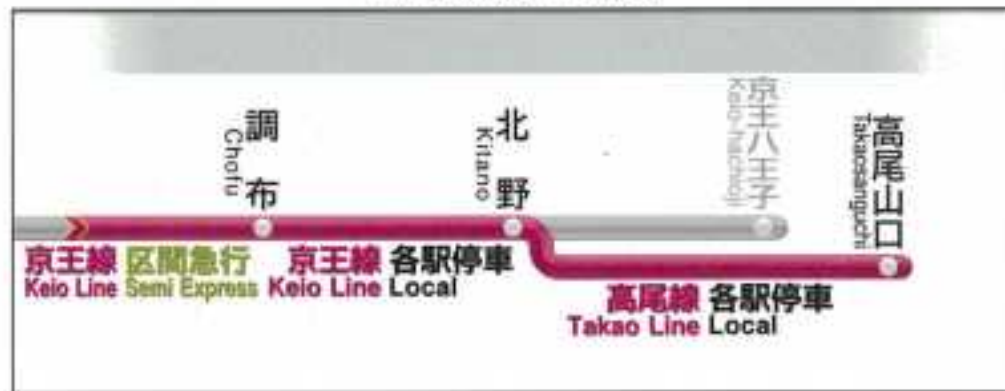 調布
Chofu
北野
Kitano
京王八王子
Keio-hachioji
高尾山口
Takaosanguchi
京王線 区間急行 京王線 各駅停車
Keio Line Semi Express Keio Line Local
高尾線 各駅停車
Takao Line Local